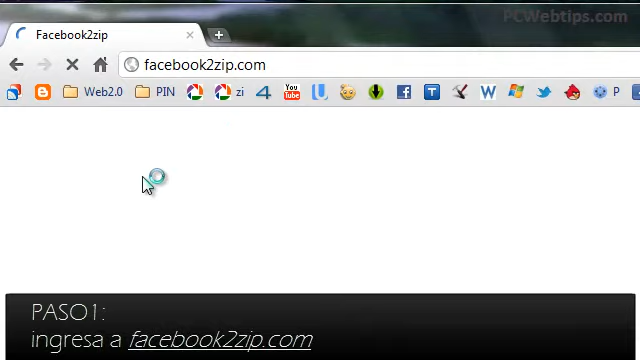 PCWebtips.com
Facebook2zip
facebook2zip.com
Web2.0 PIN zi 4 You Tube U f T W P
PASO1:
ingresa a facebook2zip.com